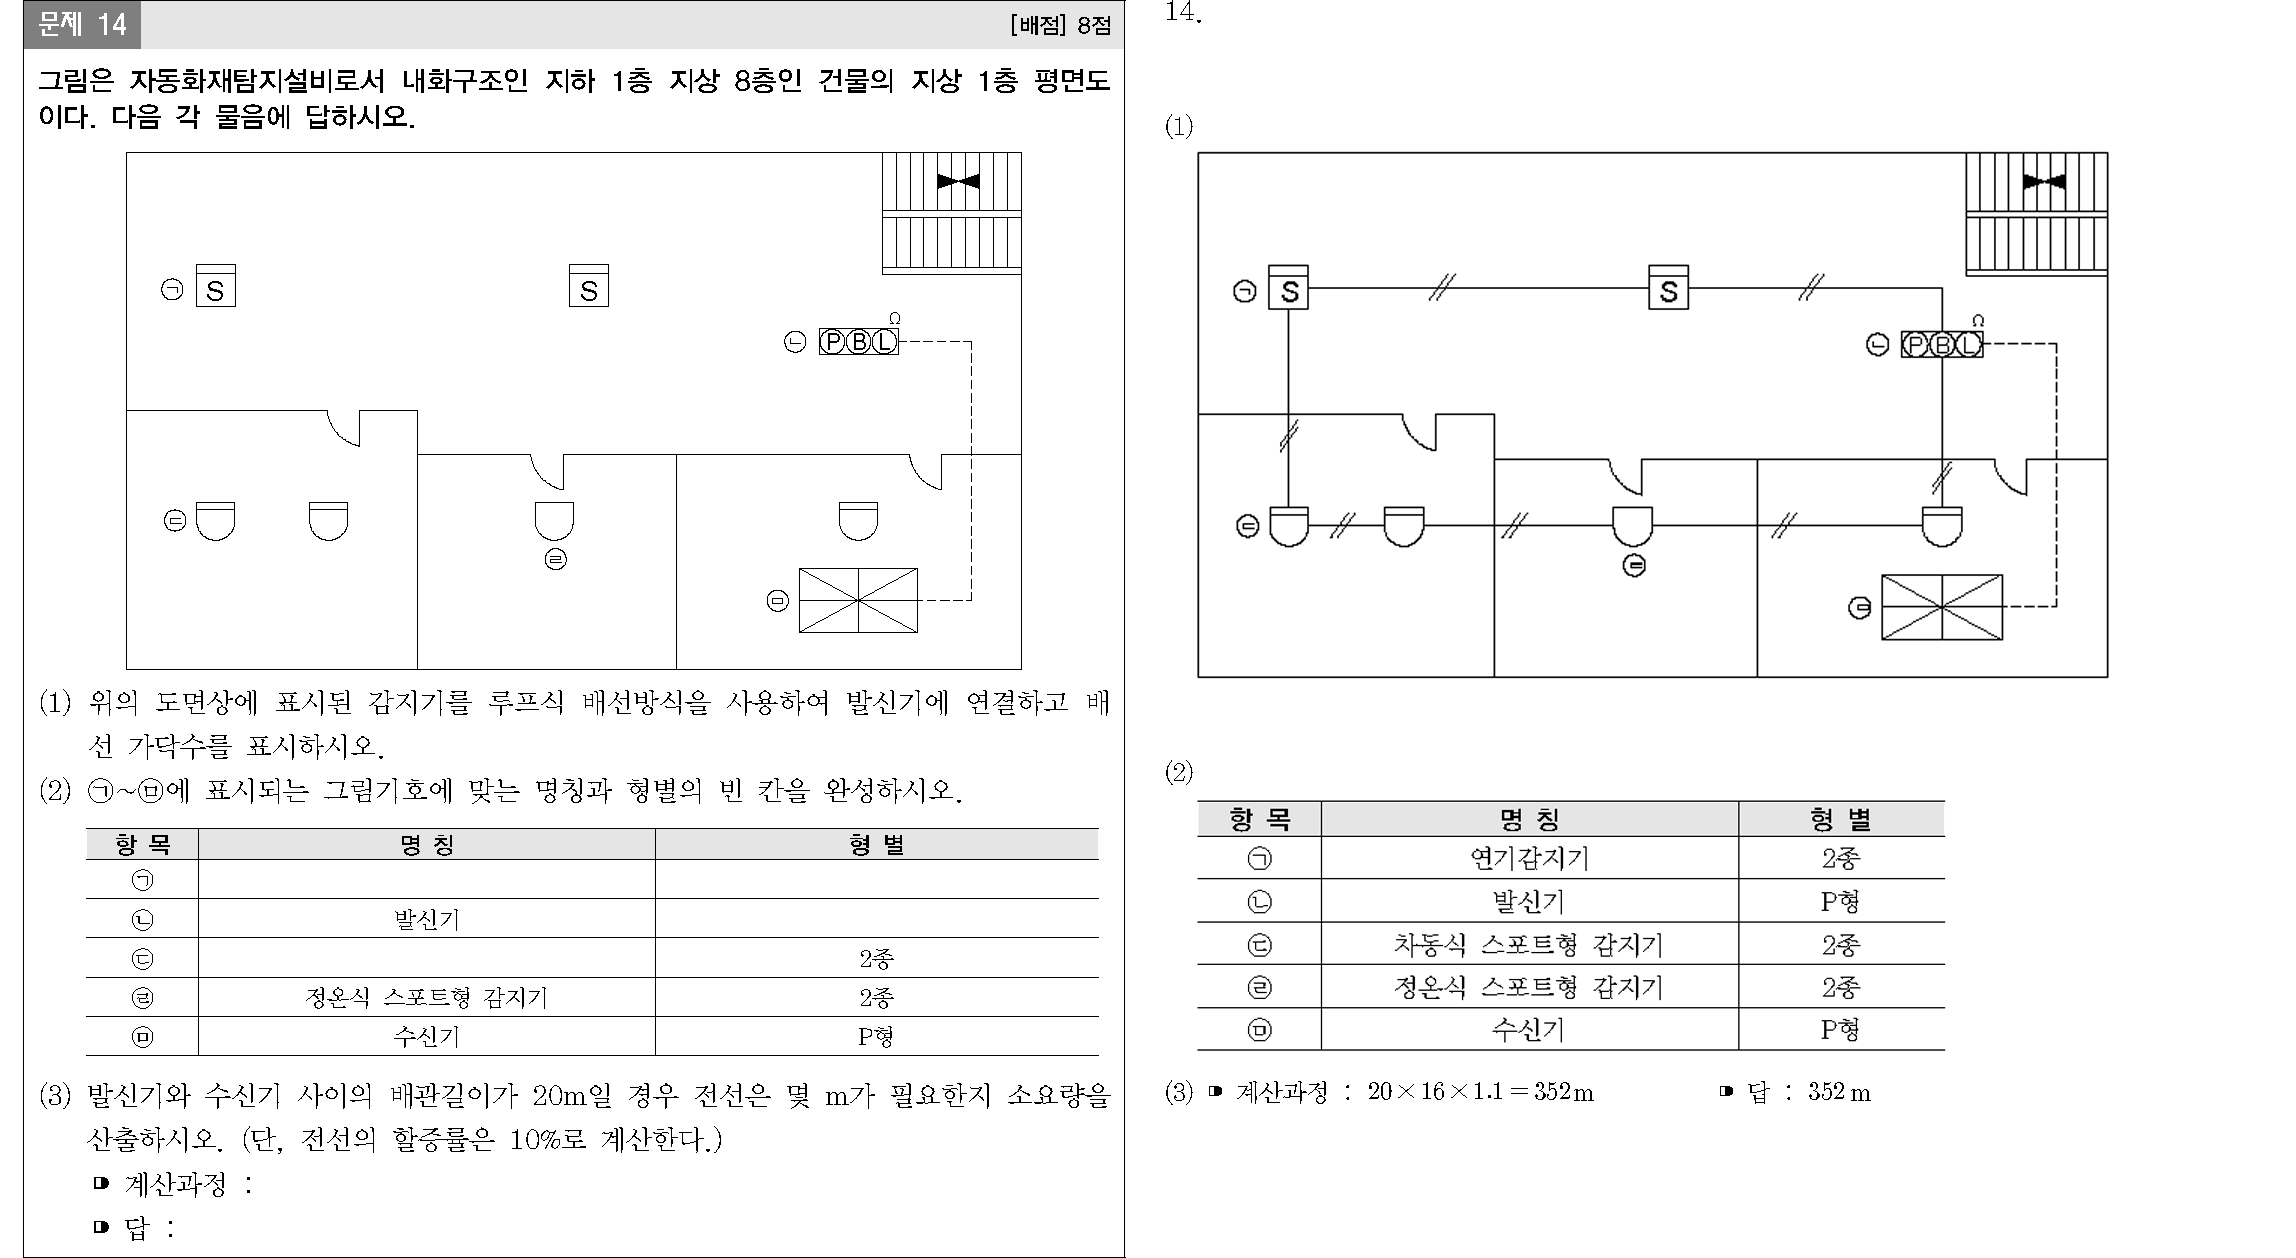 문제 14
[배점] 8점
그림은 자동화재탐지설비로서 내화구조인 지하 1층 지상 8층인 건물의 지상 1층 평면도
이다. 다음 각 물음에 답하시오.
㉠ S S
Ω
㉡ P B L
㉢
㉣
㉤
(1) 위의 도면상에 표시된 감지기를 루프식 배선방식을 사용하여 발신기에 연결하고 배
선 가닥수를 표시하시오.
(2) ㉠~㉤에 표시되는 그림기호에 맞는 명칭과 형별의 빈 칸을 완성하시오.
항 목 명 칭 형 별
㉠
㉡ 발신기
㉢ 2종
㉣ 정온식 스포트형 감지기 2종
㉤ 수신기 P형
(3) 발신기와 수신기 사이의 배관길이가 20m일 경우 전선은 몇 m가 필요한지 소요량을
산출하시오. (단, 전선의 할증률은 10%로 계산한다.)
계산과정 :
답 :
14.
(1)
㉠ S S
Ω
㉡ P B L
㉢
㉣
㉤
(2)
항 목 명 칭 형 별
㉠ 연기감지기 2종
㉡ 발신기 P형
㉢ 차동식 스포트형 감지기 2종
㉣ 정온식 스포트형 감지기 2종
㉤ 수신기 P형
(3) 계산과정 : 20×16×1.1=352m 답 : 352m